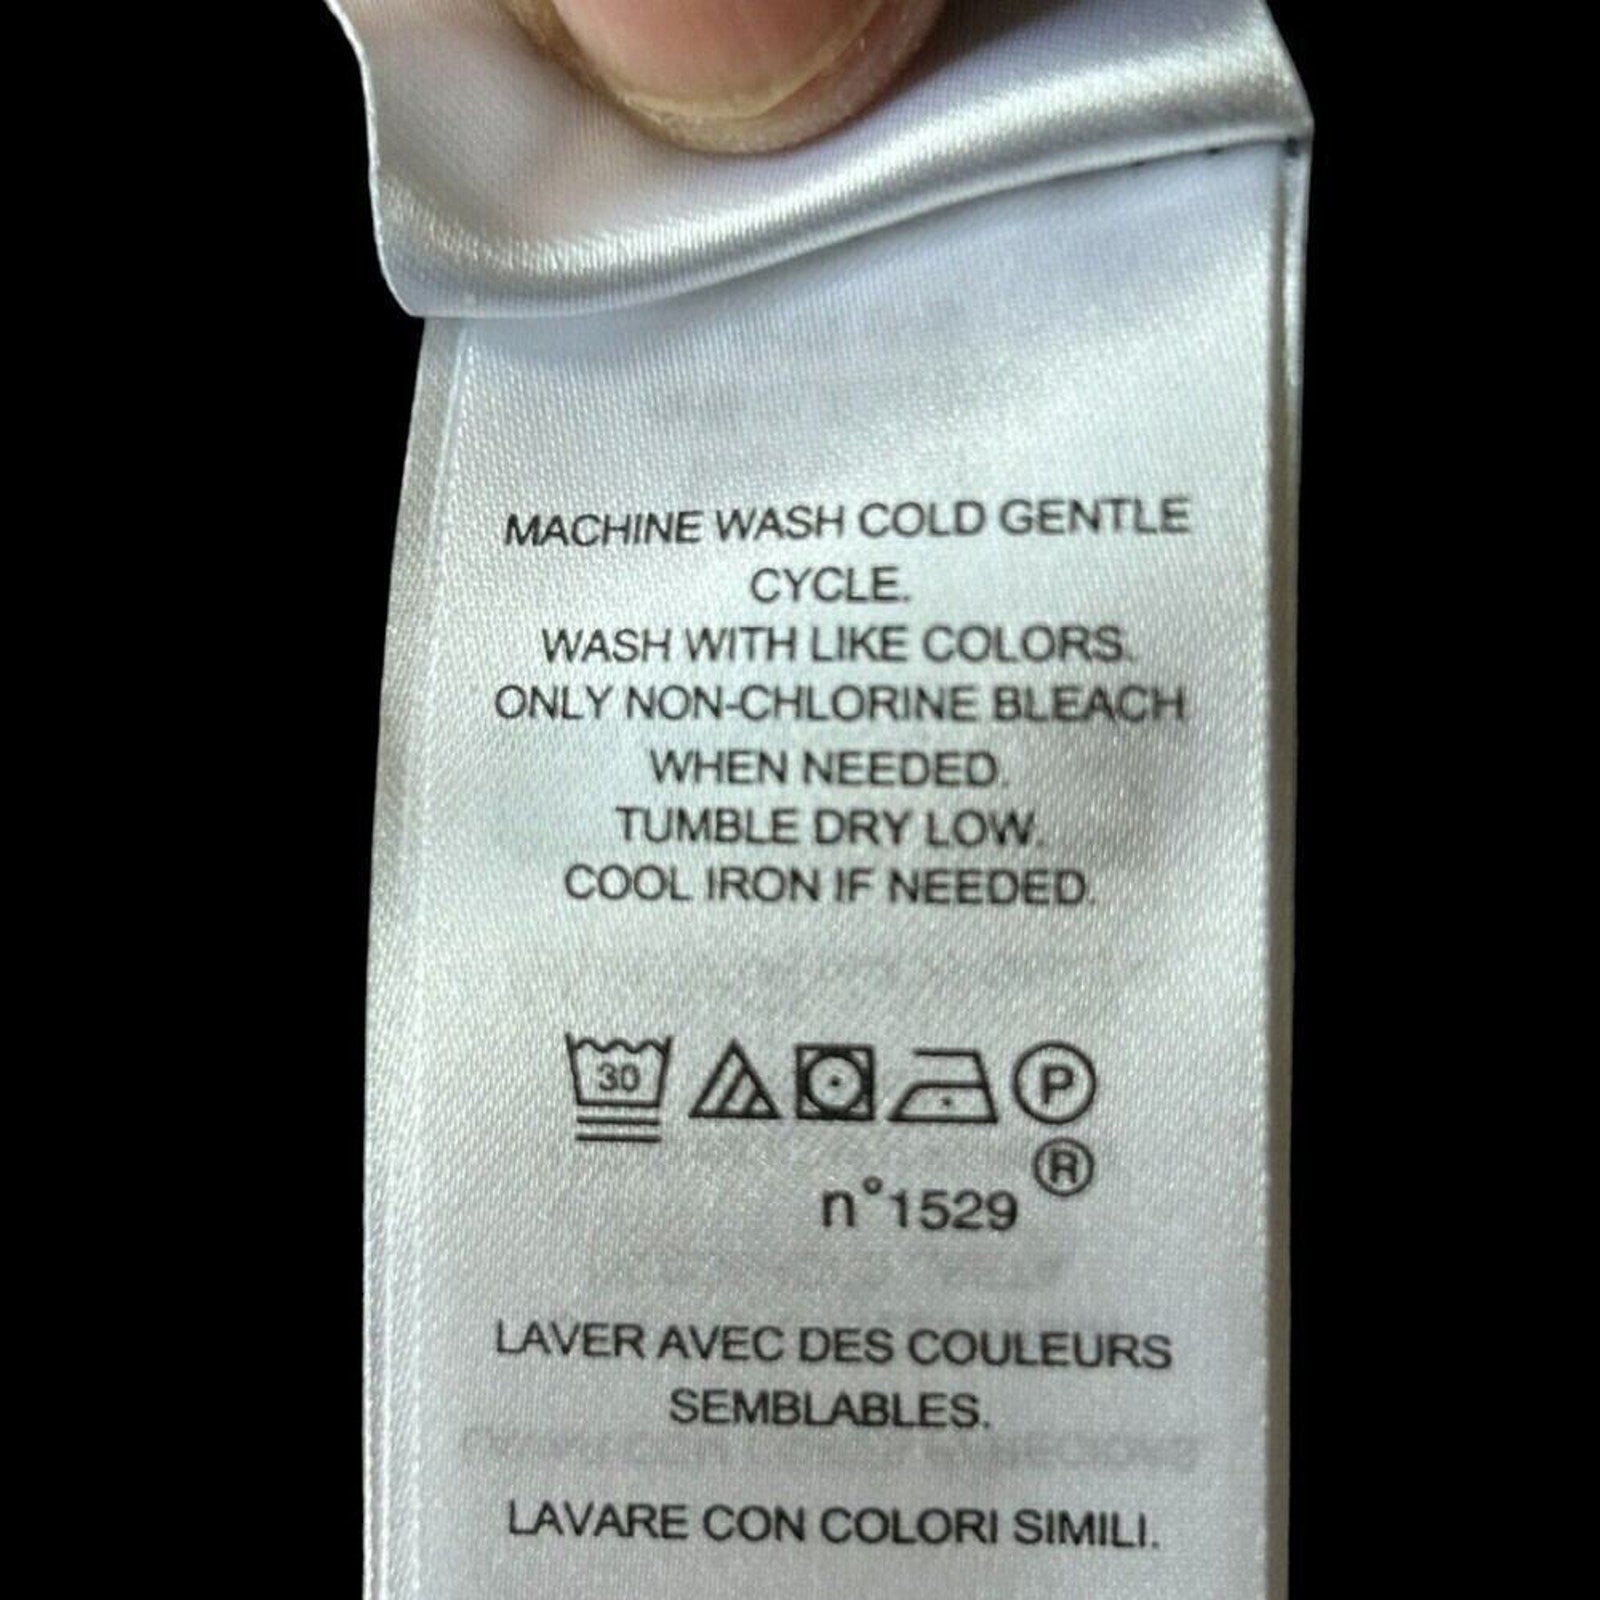 MACHINE WASH COLD GENTLE
CYCLE.
WASH WITH LIKE COLORS.
ONLY NON-CHLORINE BLEACH
WHEN NEEDED.
TUMBLE DRY LOW.
COOL IRON IF NEEDED.
30 P
®
n°1529
LAVER AVEC DES COULEURS
SEMBLABLES.
LAVARE CON COLORI SIMILI.